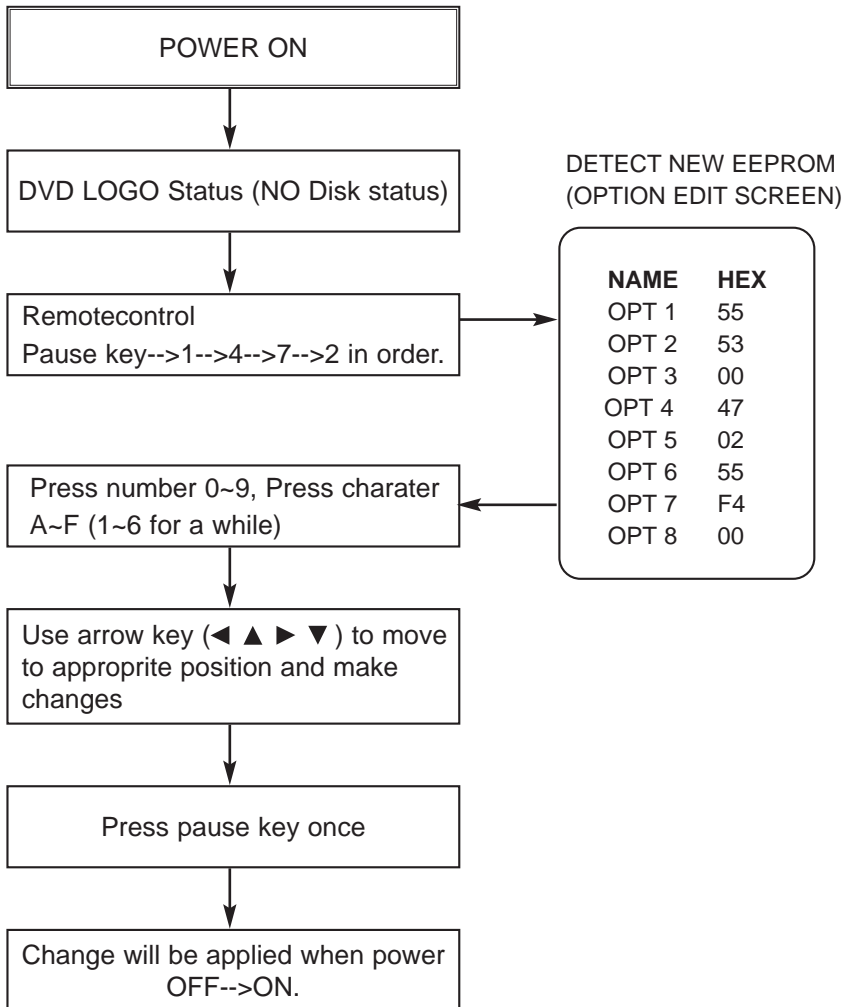 POWER ON
DVD LOGO Status (NO Disk status)
Remotecontrol
Pause key-->1-->4-->7-->2 in order.
DETECT NEW EEPROM
(OPTION EDIT SCREEN)
NAME HEX
OPT 1 55
OPT 2 53
OPT 3 00
OPT 4 47
OPT 5 02
OPT 6 55
OPT 7 F4
OPT 8 00
Press number 0~9, Press charater
A~F (1~6 for a while)
Use arrow key (◄ ▲ ► ▼ ) to move
to approprite position and make
changes
Press pause key once
Change will be applied when power
OFF-->ON.